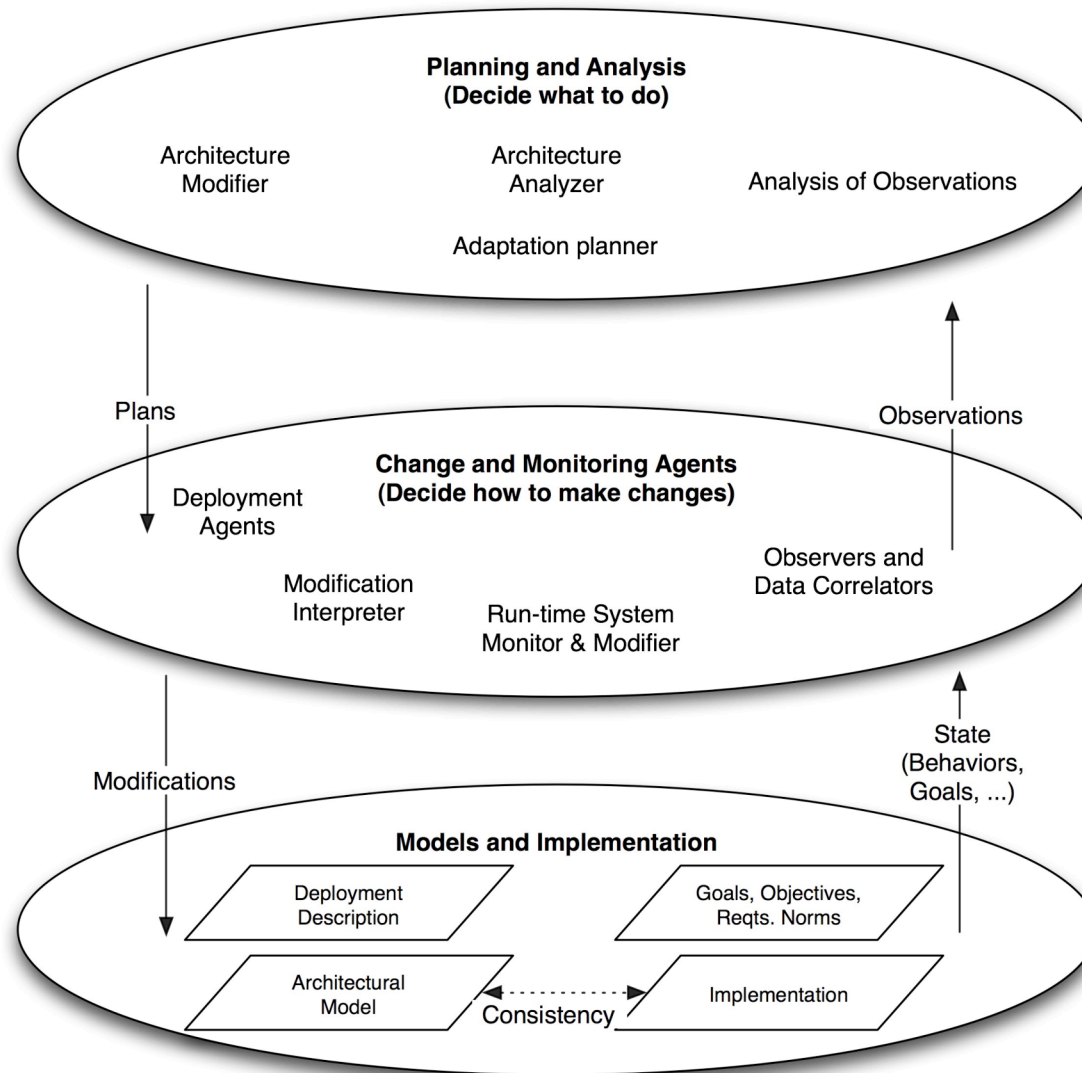 Planning and Analysis
(Decide what to do)
Architecture
Modifier
Architecture
Analyzer
Analysis of Observations
Adaptation planner
Plans
Observations
Change and Monitoring Agents
(Decide how to make changes)
Deployment
Agents
Modification
Interpreter
Run-time System
Monitor & Modifier
Observers and
Data Correlators
Modifications
State
(Behaviors,
Goals, ...)
Models and Implementation
Deployment
Description
Goals, Objectives,
Reqts. Norms
Architectural
Model
Consistency
Implementation